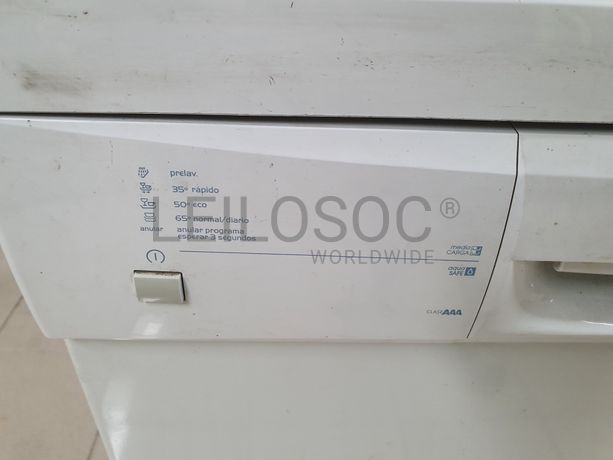 prelav.
35º rápido
50º eco
65º normal/diario
anular anular programa
esperar 3 segundos
LEILOSOC®
WORLDWIDE
media
CARGA
aqua
SAFE
CLASAAA